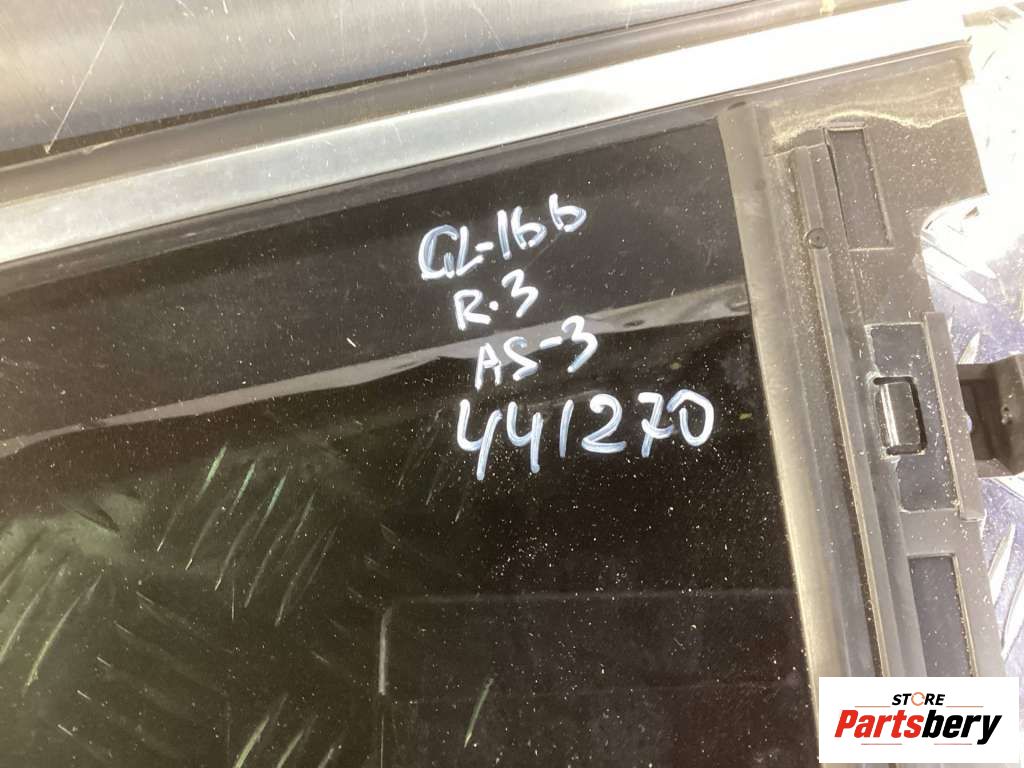 GL-166
R.3
AS-3
441270
STORE
Partsbery